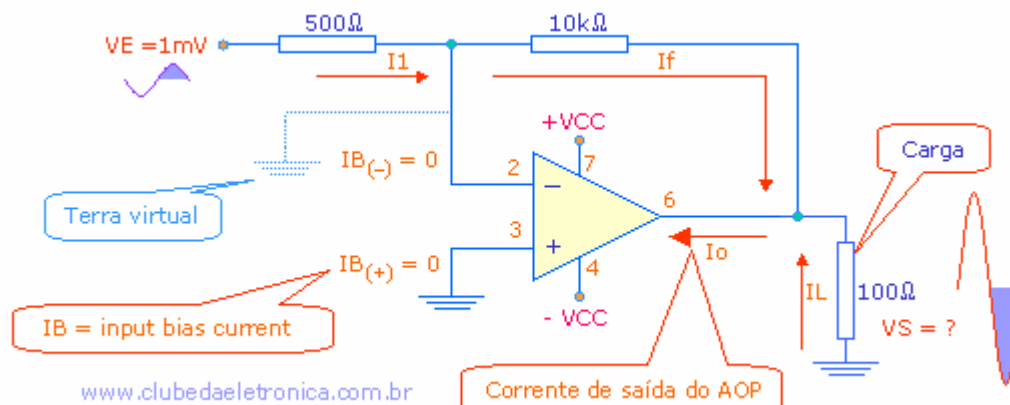 500Ω
10kΩ
VE =1mV
I1
If
+VCC
Carga
IB(-) = 0
7
2
−
Terra virtual
6
3
+
Io
IB(+) = 0
4
IL
100Ω
IB = input bias current
- VCC
VS = ?
www.clubedaeletronica.com.br
Corrente de saída do AOP